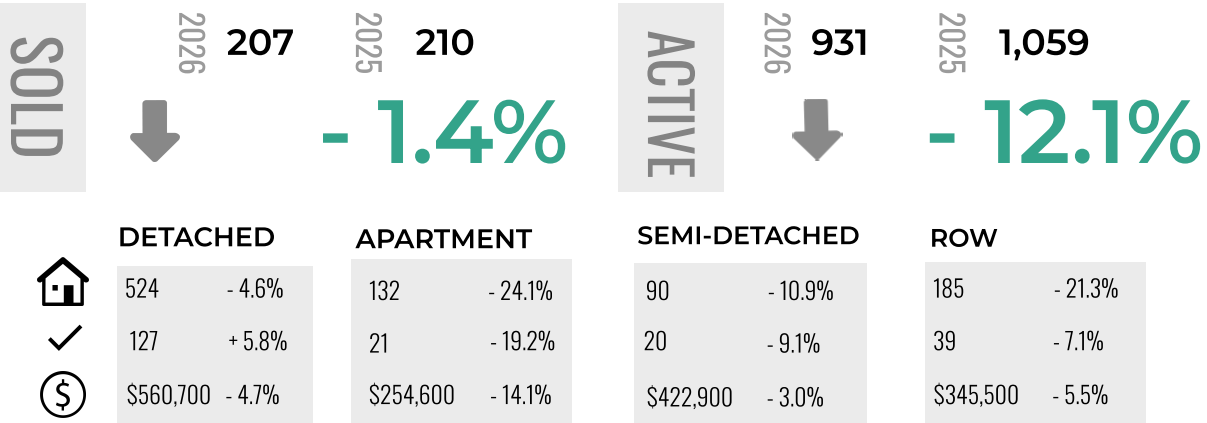 SOLD
2026 207 2025 210
- 1.4%
ACTIVE
2026 931 2025 1,059
- 12.1%
DETACHED
524 - 4.6%
127 + 5.8%
$560,700 - 4.7%
APARTMENT
132 - 24.1%
21 - 19.2%
$254,600 - 14.1%
SEMI-DETACHED
90 - 10.9%
20 - 9.1%
$422,900 - 3.0%
ROW
185 - 21.3%
39 - 7.1%
$345,500 - 5.5%